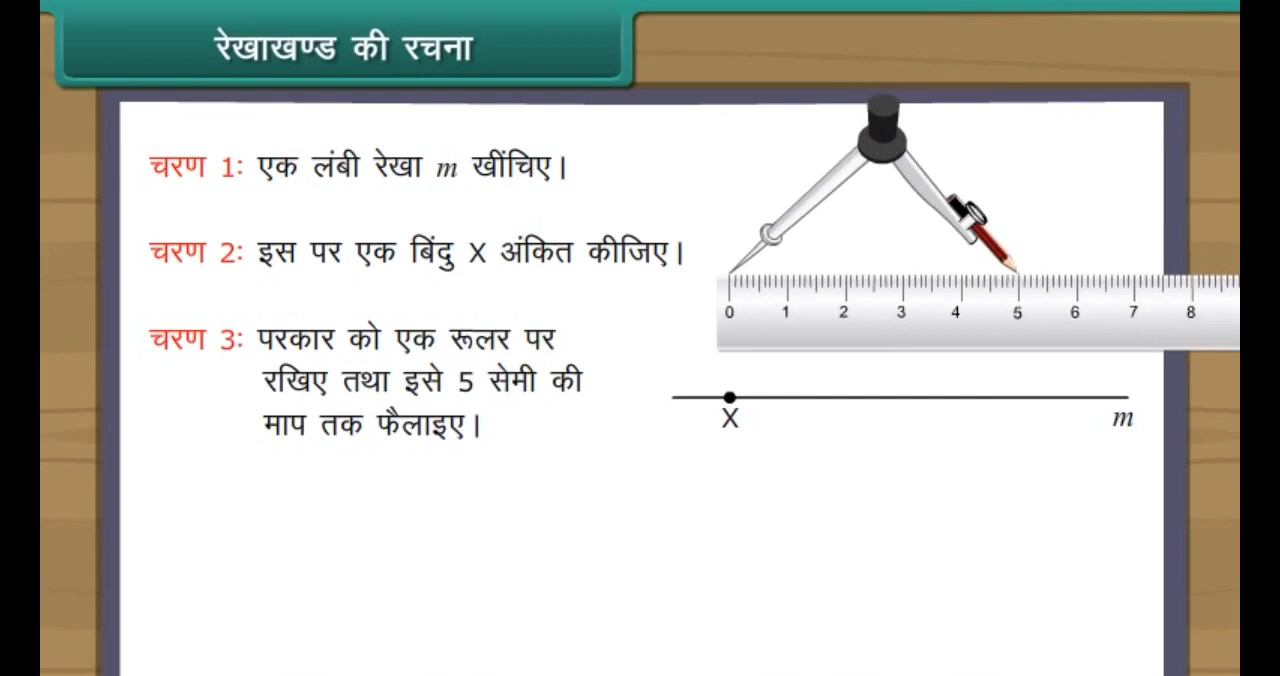 रेखाखण्ड की रचना
चरण 1: एक लंबी रेखा m खींचिए।
चरण 2: इस पर एक बिंदु X अंकित कीजिए।
चरण 3: परकार को एक रूलर पर
रखिए तथा इसे 5 सेमी की
माप तक फैलाइए।
0 1 2 3 4 5 6 7 8
X m